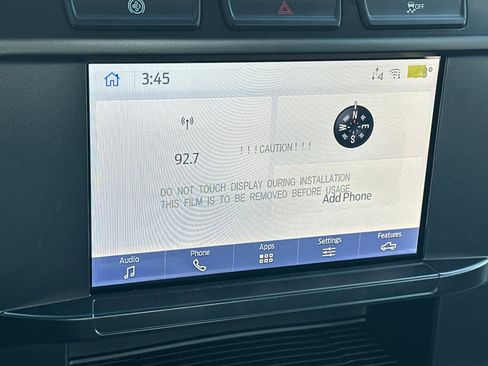 OFF
3:45
N
W E
S
!!!CAUTION!!!
92.7
DO NOT TOUCH DISPLAY DURING INSTALLATION
THIS FILM IS TO BE REMOVED BEFORE USAGE
Add Phone
Audio Phone Apps Settings Features